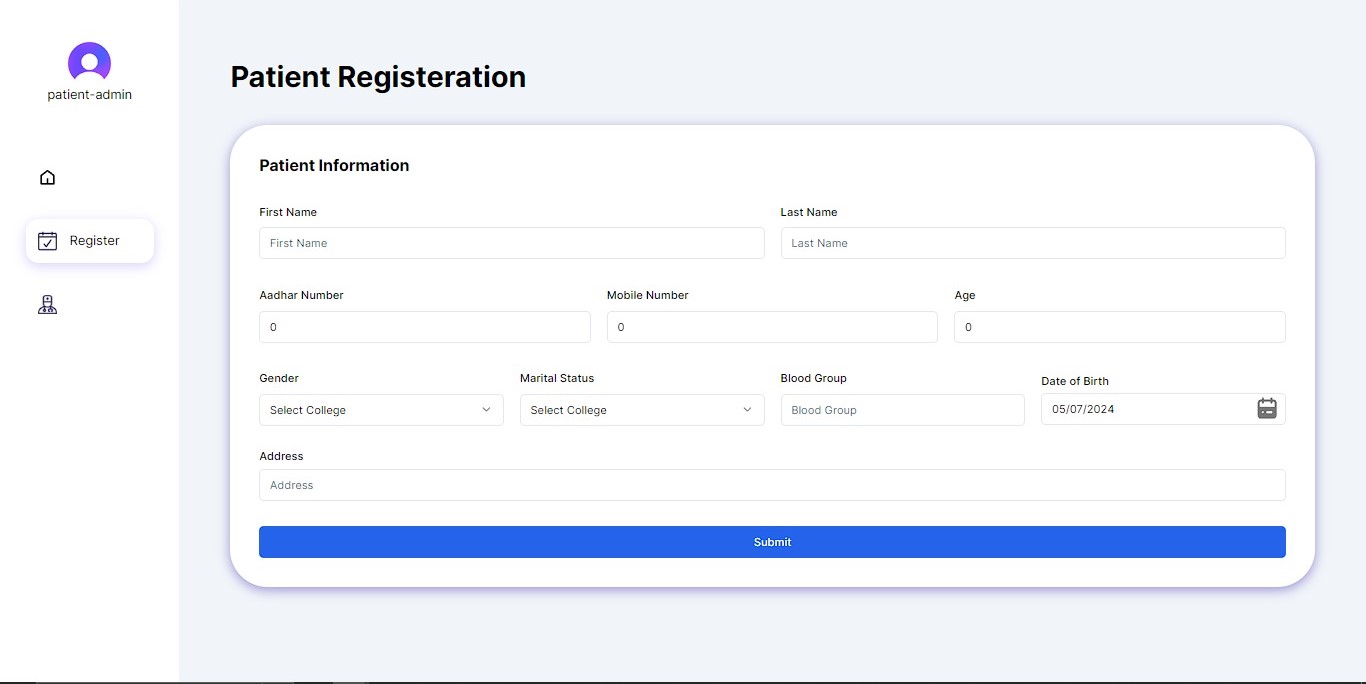 patient-admin
Register
Patient Registeration
Patient Information
First Name Last Name
First Name Last Name
Aadhar Number Mobile Number Age
0 0 0
Gender Marital Status Blood Group Date of Birth
Select College Select College Blood Group 05/07/2024
Address
Address
Submit